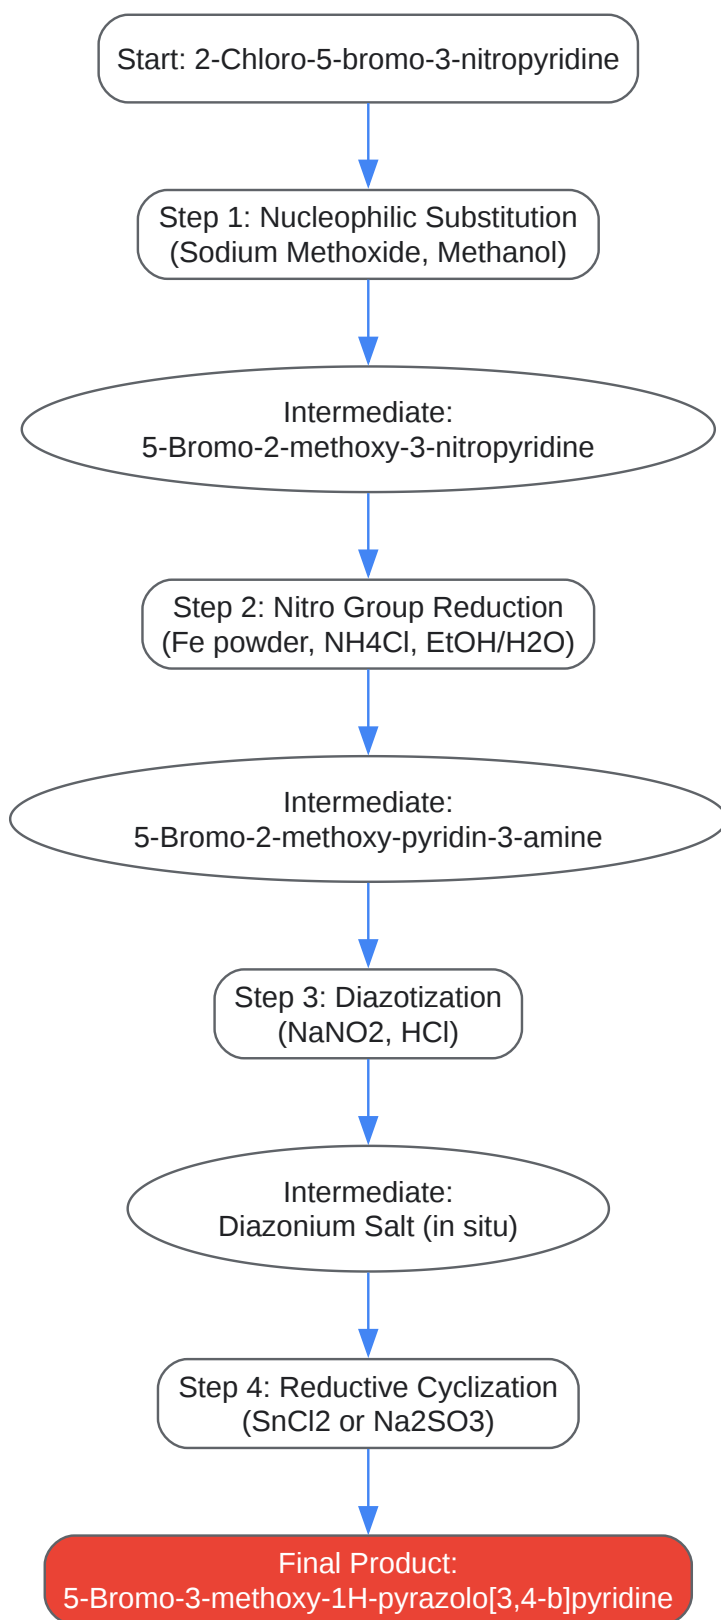 Start: 2-Chloro-5-bromo-3-nitropyridine
Step 1: Nucleophilic Substitution
(Sodium Methoxide, Methanol)
Intermediate:
5-Bromo-2-methoxy-3-nitropyridine
Step 2: Nitro Group Reduction
(Fe powder, NH4Cl, EtOH/H2O)
Intermediate:
5-Bromo-2-methoxy-pyridin-3-amine
Step 3: Diazotization
(NaNO2, HCl)
Intermediate:
Diazonium Salt (in situ)
Step 4: Reductive Cyclization
(SnCl2 or Na2SO3)
Final Product:
5-Bromo-3-methoxy-1H-pyrazolo[3,4-b]pyridine